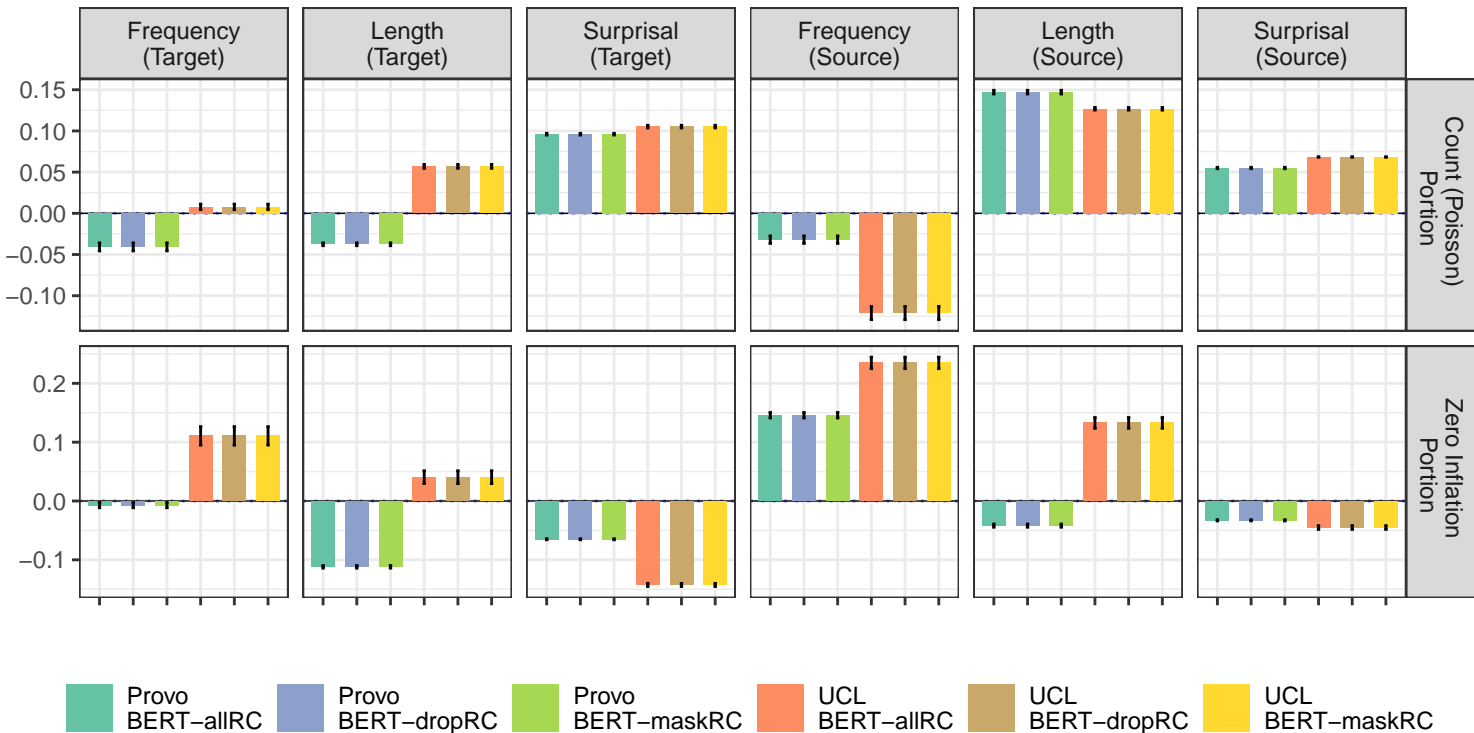 Frequency
(Target)
Length
(Target)
Surprisal
(Target)
Frequency
(Source)
Length
(Source)
Surprisal
(Source)
0.15
0.10
0.05
0.00
−0.05
−0.10
Count (Poisson)
Portion
0.2
0.1
0.0
−0.1
Zero Inflation
Portion
Provo
BERT−allRC
Provo
BERT−dropRC
Provo
BERT−maskRC
UCL
BERT−allRC
UCL
BERT−dropRC
UCL
BERT−maskRC